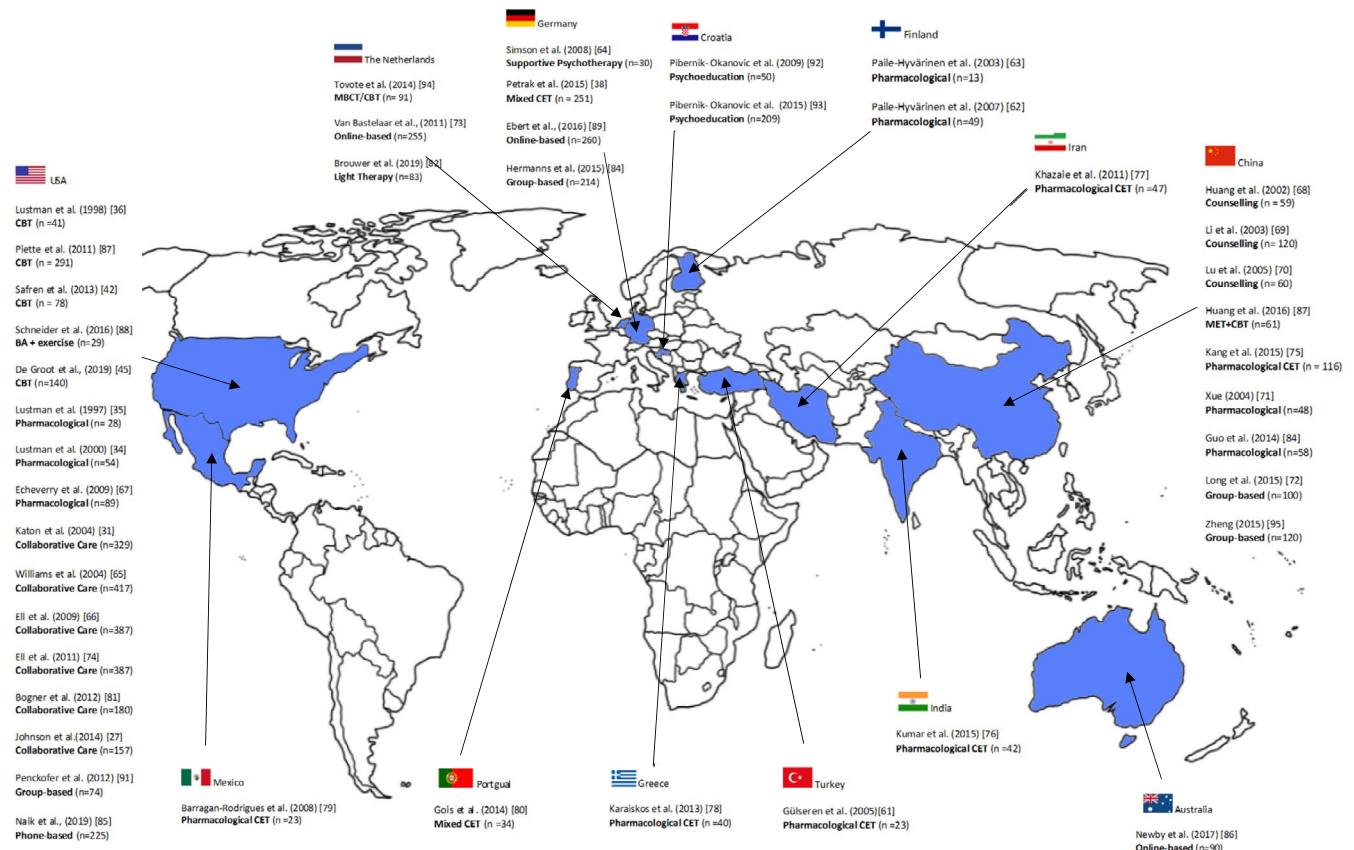 Germany
Simson et al. (2008) [64]
Supportive Psychotherapy (n=30)
Petrak et al. (2015) [38]
Mixed CET (n = 251)
Ebert et al., (2016) [89]
Online-based (n=260)
Hermanns et al. (2015) [84]
Group-based (n=214)
Croatia
Pibernik- Okanovic et al. (2009) [92]
Psychoeducation (n=50)
Pibernik- Okanovic et al. (2015) [93]
Psychoeducation (n=209)
Finland
Paile-Hyvärinen et al. (2003) [63]
Pharmacological (n=13)
Paile-Hyvärinen et al. (2007) [62]
Pharmacological (n=49)
The Netherlands
Tovote et al. (2014) [94]
MBCT/CBT (n= 91)
Van Bastelaar et al., (2011) [73]
Online-based (n=255)
Brouwer et al. (2019) [82]
Light Therapy (n=83)
Iran
Khazaie et al. (2011) [77]
Pharmacological CET (n =47)
China
Huang et al. (2002) [68]
Counselling (n = 59)
Li et al. (2003) [69]
Counselling (n= 120)
Lu et al. (2005) [70]
Counselling (n= 60)
Huang et al. (2016) [87]
MET+CBT (n=61)
Kang et al. (2015) [75]
Pharmacological CET (n = 116)
Xue (2004) [71]
Pharmacological (n=48)
Guo et al. (2014) [84]
Pharmacological (n=58)
Long et al. (2015) [72]
Group-based (n=100)
Zheng (2015) [95]
Group-based (n=120)
USA
Lustman et al. (1998) [36]
CBT (n =41)
Piette et al. (2011) [87]
CBT (n = 291)
Safren et al. (2013) [42]
CBT (n = 78)
Schneider et al. (2016) [88]
BA + exercise (n=29)
De Groot et al., (2019) [45]
CBT (n=140)
Lustman et al. (1997) [35]
Pharmacological (n= 28)
Lustman et al. (2000) [34]
Pharmacological (n=54)
Echeverry et al. (2009) [67]
Pharmacological (n=89)
Katon et al. (2004) [31]
Collaborative Care (n=329)
Williams et al. (2004) [65]
Collaborative Care (n=417)
Ell et al. (2009) [66]
Collaborative Care (n=387)
Ell et al. (2011) [74]
Collaborative Care (n=387)
Bogner et al. (2012) [81]
Collaborative Care (n=180)
Johnson et al.(2014) [27]
Collaborative Care (n=157)
Penckofer et al. (2012) [91]
Group-based (n=74)
Naik et al., (2019) [85]
Phone-based (n=225)
Mexico
Barragan-Rodrigues et al. (2008) [79]
Pharmacological CET (n =23)
Portgual
Gois et al. (2014) [80]
Mixed CET (n =34)
Greece
Karaiskos et al. (2013) [78]
Pharmacological CET (n =40)
Turkey
Gülseren et al. (2005)[61]
Pharmacological CET (n =23)
India
Kumar et al. (2015) [76]
Pharmacological CET (n =42)
Australia
Newby et al. (2017) [86]
Online-based (n=90)